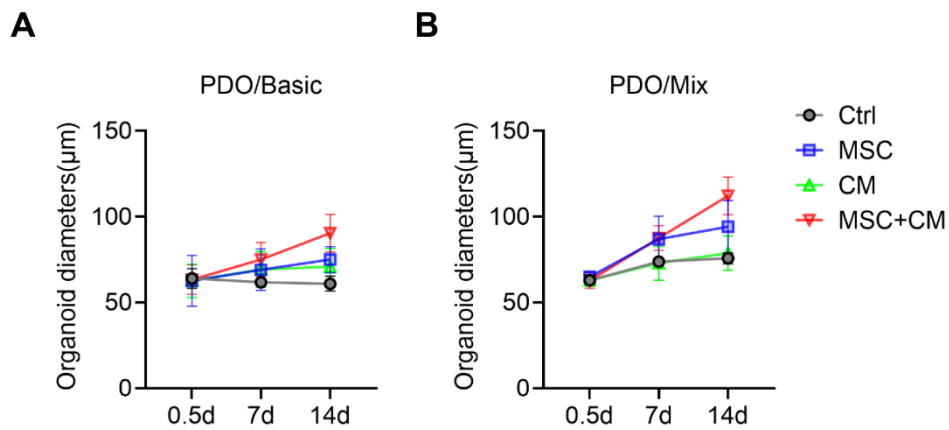 A
B
PDO/Basic
PDO/Mix
Organoid diameters(μm)
150
100
50
0
0.5d 7d 14d
Organoid diameters(μm)
150
100
50
0
0.5d 7d 14d
Ctrl
MSC
CM
MSC+CM